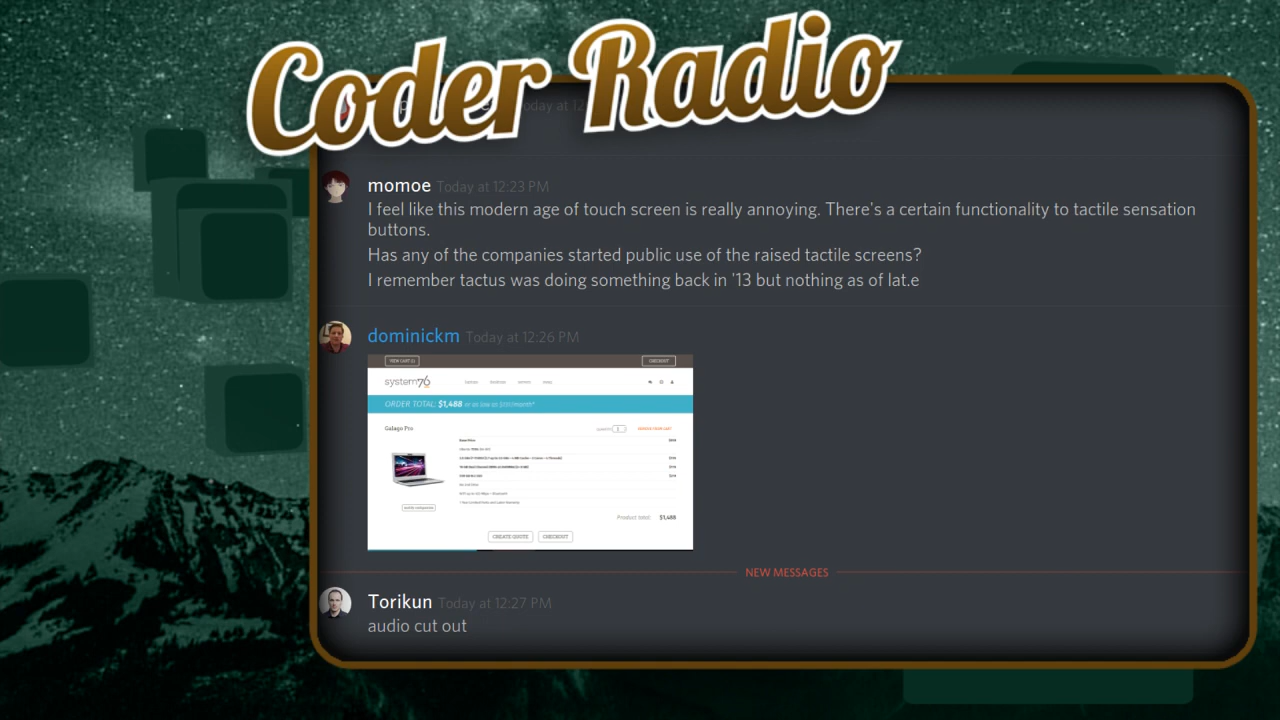 Coder Radio
momoe Today at 12:23 PM
I feel like this modern age of touch screen is really annoying. There's a certain functionality to tactile sensation
buttons.
Has any of the companies started public use of the raised tactile screens?
I remember tactus was doing something back in '13 but nothing as of lat.e
dominickm Today at 12:26 PM
CHECKOUT
system76
ORDER TOTAL: $1,488
Galago Pro
Product total: $1,488
CREATE QUOTE CHECKOUT
NEW MESSAGES
Torikun Today at 12:27 PM
audio cut out